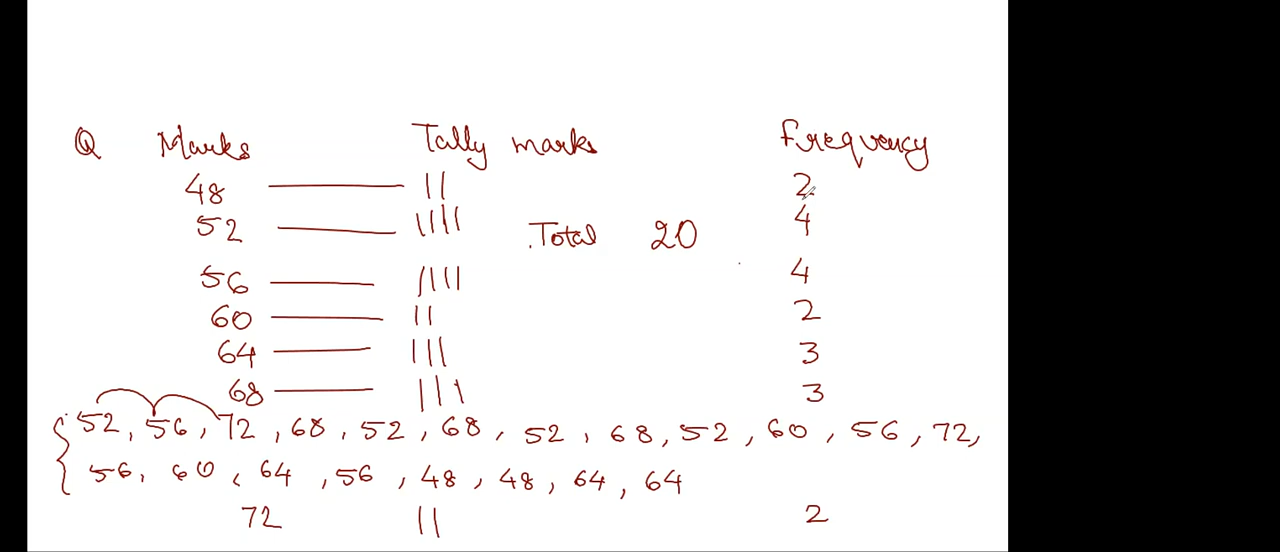 Q Marks Tally marks frequency
48 || 2
52 |||| 4
.Total 20
56 |||| 4
60 || 2
64 ||| 3
68 ||| 3
52, 56, 72, 68, 52, 68, 52, 68, 52, 60, 56, 72,
56, 60, 64, 56, 48, 48, 64, 64
72 || 2